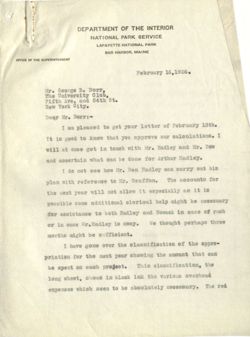 DEPARTMENT OF THE INTERIOR
NATIONAL PARK SERVICE
LAFAYETTE NATIONAL PARK
BAR HARBOR, MAINE
OFFICE OF THE SUPERINTENDENT
February 16, 1926.
Mr. George B. Dorr,
The University Club,
Fifth Ave. and 54th St.
New York City.
Dear Mr. Dorr:-
I am pleased to get your letter of February 13th.
It is good to know that you approve our calculations. I
will at once get in touch with Mr. Hadley and Mr. Dam
and ascertain what can be done for Arthur Hadley.
I do not see how Mr. Dam Hadley can carry out his
plan with reference to Mr. The accounts for
the next year will not allow it especially as it is
possible some additional clerical help might be necessary
for assistance to both Hadley and in case of rush
or in case Mr. Hadley is away. We thought perhaps three
months might be sufficient.
I have gone over the classification of the appro-
priation for the next year showing the amount that can
be spent on each project. This classification, the
long sheet, shows in black ink the various overhead
expenses which seem to be absolutely necessary. The red